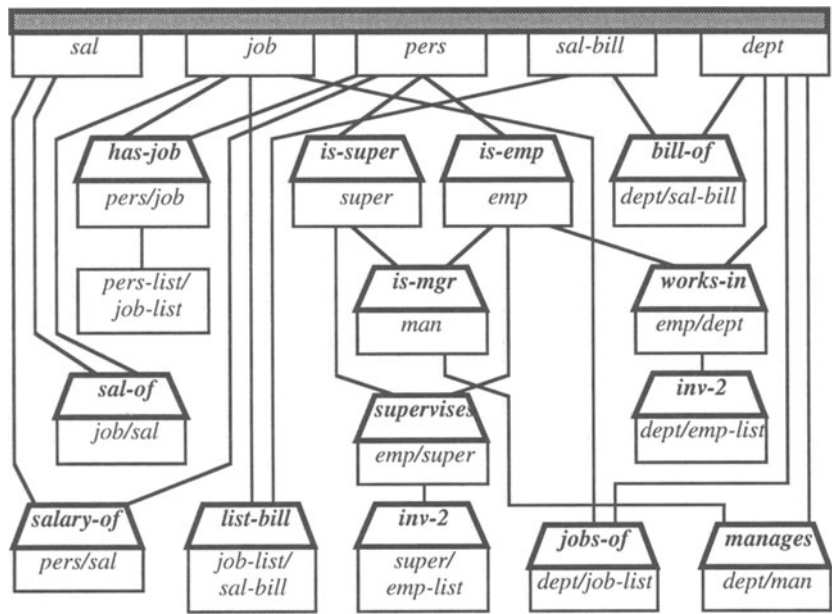 sal
job
pers
sal-bill
dept
has-job
is-super
is-emp
bill-of
pers/job
super
emp
dept/sal-bill
pers-list/
job-list
is-mgr
works-in
man
emp/dept
sal-of
inv-2
supervises
job/sal
dept/emp-list
emp/super
salary-of
list-bill
inv-2
jobs-of
manages
pers/sal
job-list/
sal-bill
super/
emp-list
dept/job-list
dept/man